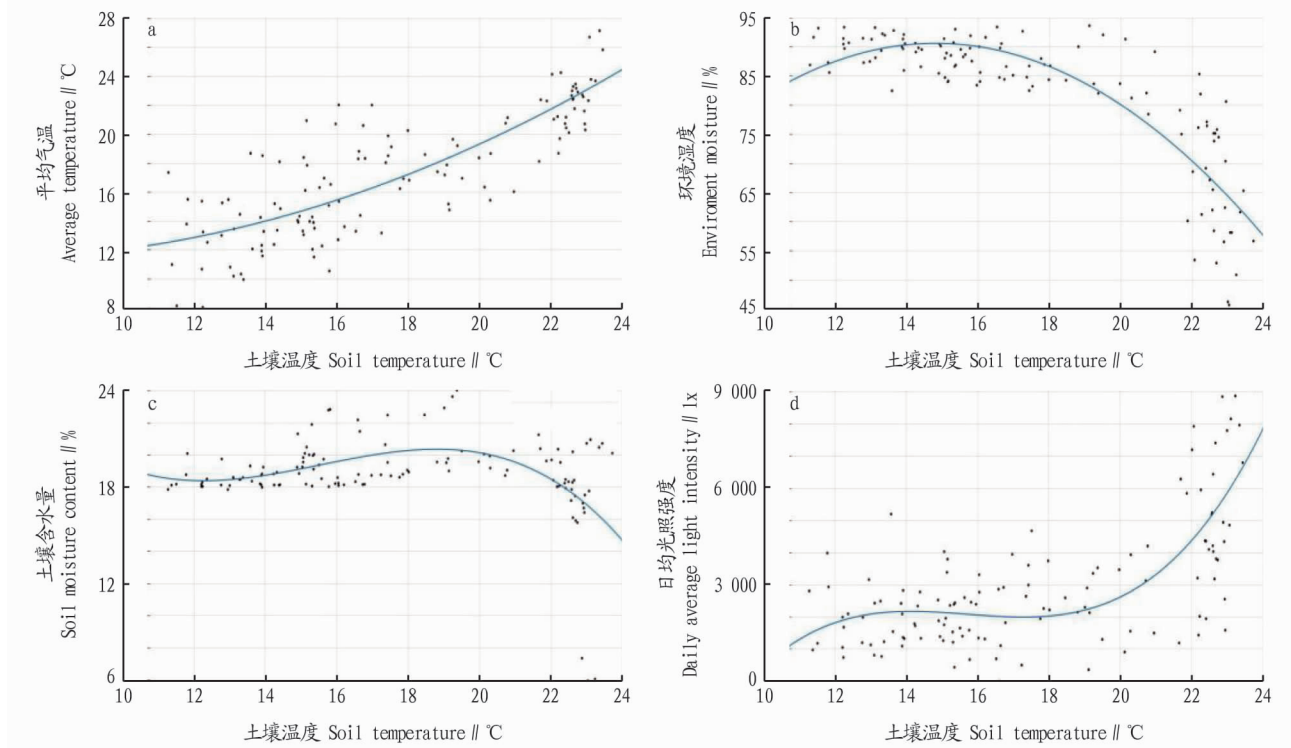 a
28
24
20
16
12
8
10 12 14 16 18 20 22 24
平均气温
Average temperature∥℃
土壤温度 Soil temperature∥℃
b
95
85
75
65
55
45
10 12 14 16 18 20 22 24
环境湿度
Enviroment moisture∥%
土壤温度 Soil temperature∥℃
c
24
18
12
6
10 12 14 16 18 20 22 24
土壤含水量
Soil moisture content∥%
土壤温度 Soil temperature∥℃
d
9 000
6 000
3 000
0
10 12 14 16 18 20 22 24
日均光照强度
Daily average light intensity∥lx
土壤温度 Soil temperature∥℃